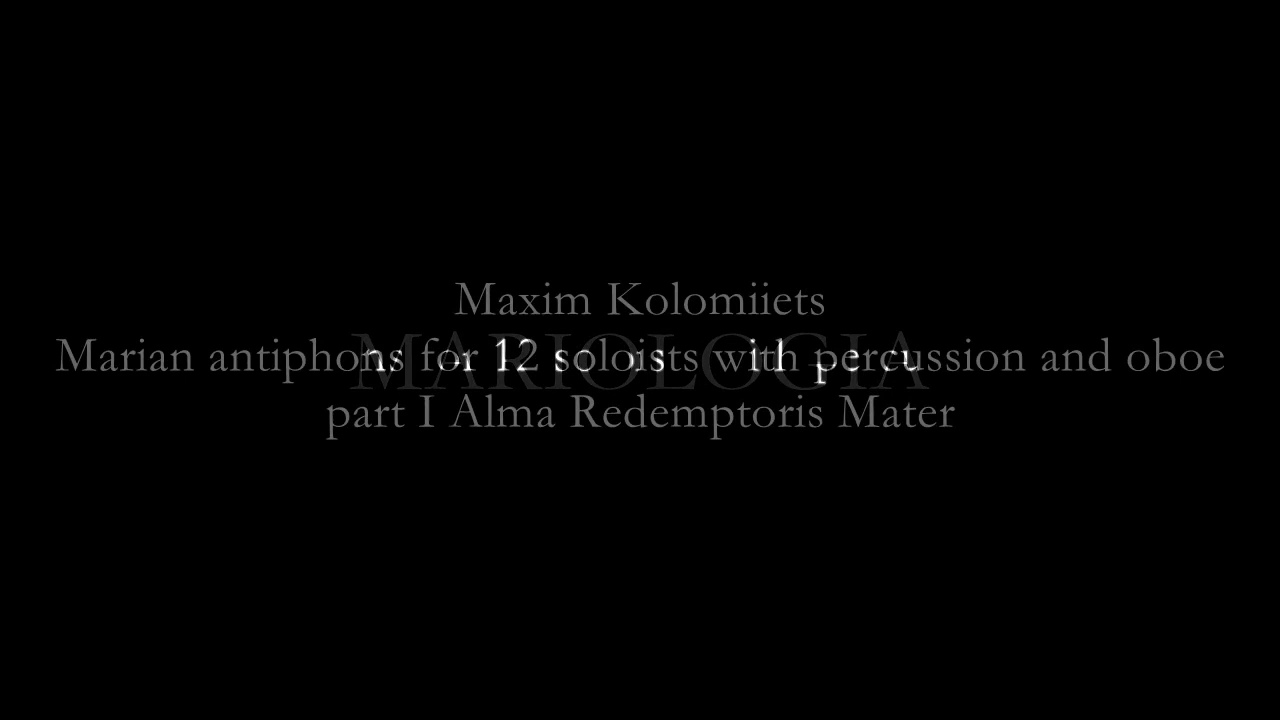 Maxim Kolomiiets
MARIOLOGIA
Marian antiphons for 12 soloists with percussion and oboe
part I Alma Redemptoris Mater